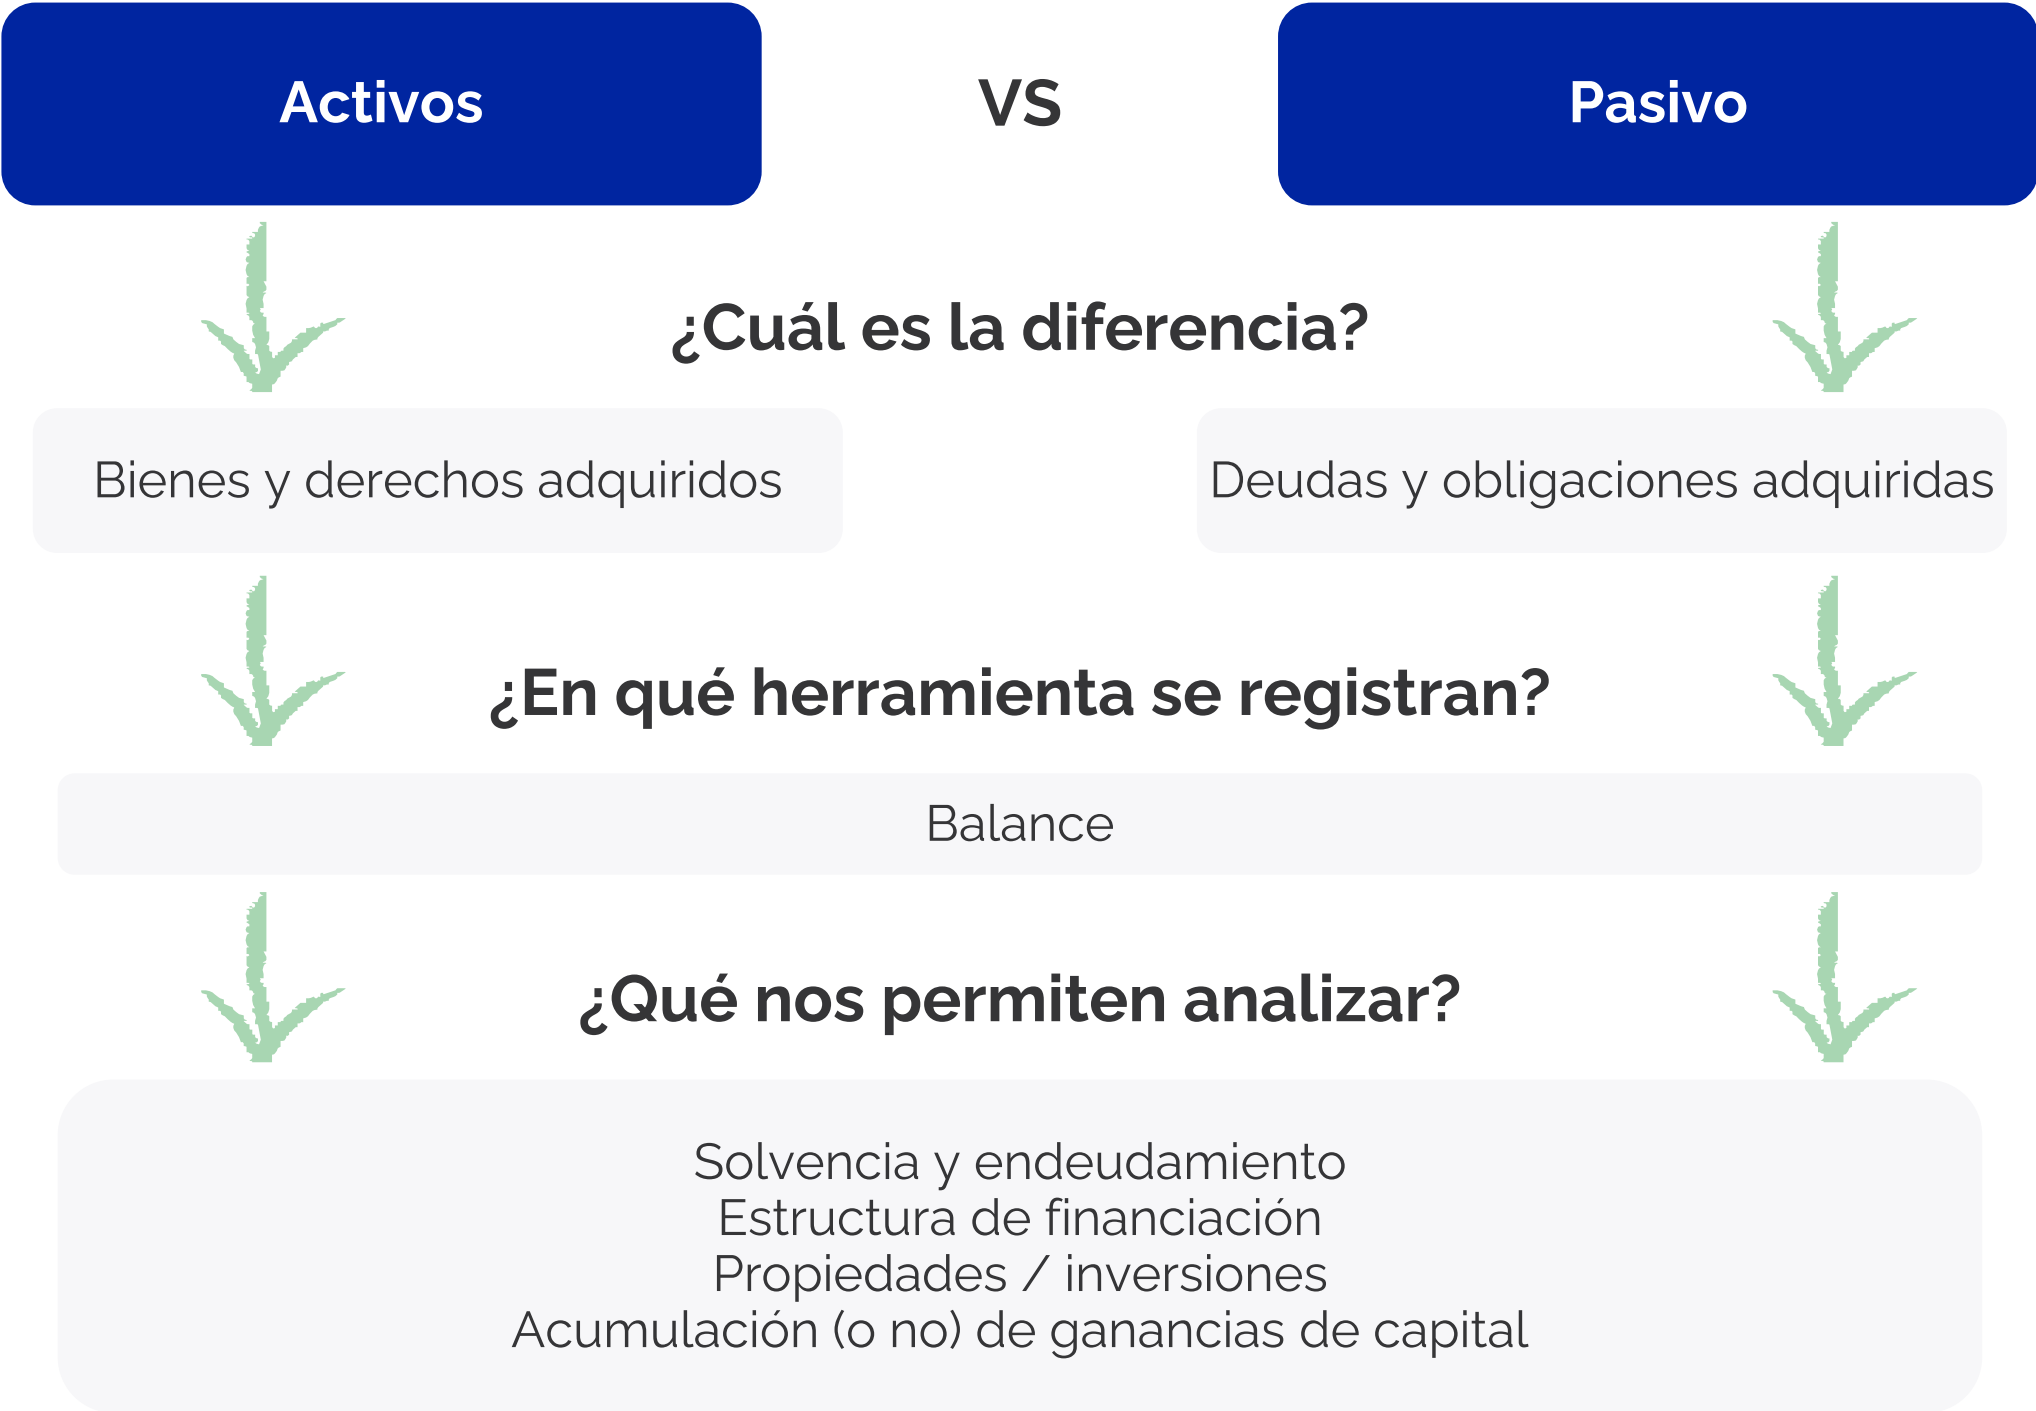 Activos
VS
Pasivo
¿Cuál es la diferencia?
Bienes y derechos adquiridos
Deudas y obligaciones adquiridas
¿En qué herramienta se registran?
Balance
¿Qué nos permiten analizar?
Solvencia y endeudamiento
Estructura de financiación
Propiedades / inversiones
Acumulación (o no) de ganancias de capital